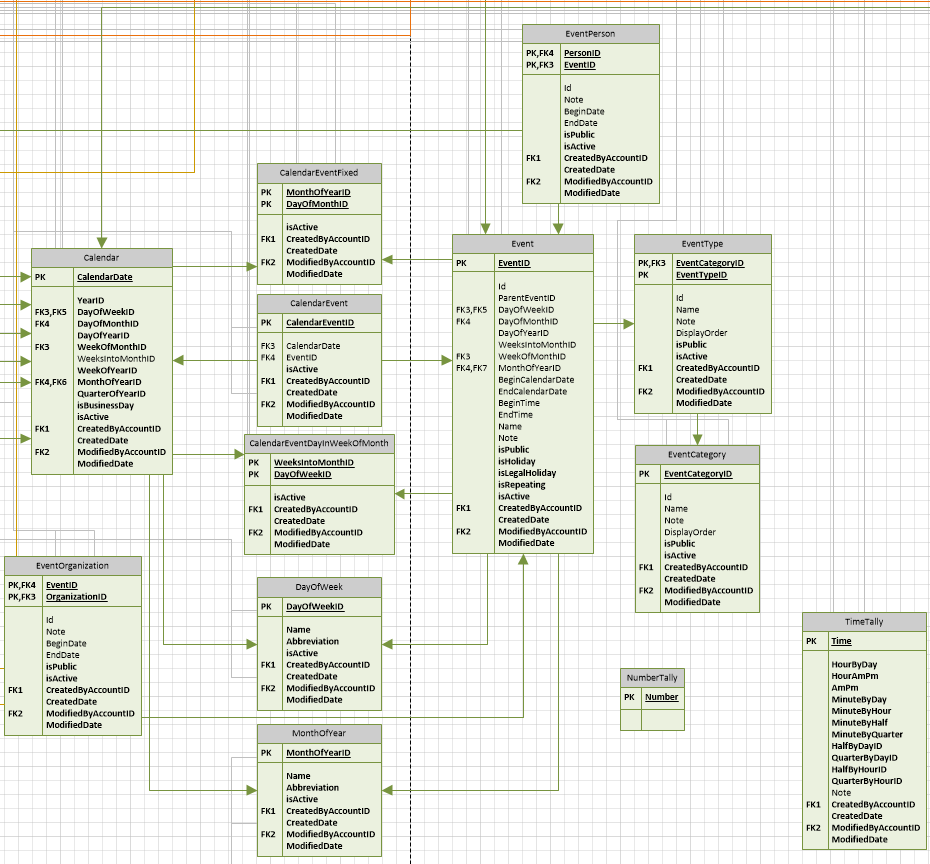 EventPerson
PK,FK4 PersonID
PK,FK3 EventID
Id
Note
BeginDate
EndDate
isPublic
isActive
FK1 CreatedByAccountID
CreatedDate
FK2 ModifiedByAccountID
ModifiedDate
CalendarEventFixed
PK MonthOfYearID
PK DayOfMonthID
isActive
FK1 CreatedByAccountID
CreatedDate
FK2 ModifiedByAccountID
ModifiedDate
Calendar
PK CalendarDate
YearID
FK3,FK5 DayOfWeekID
FK4 DayOfMonthID
DayOfYearID
FK3 WeekOfMonthID
WeeksIntoMonthID
WeekOfYearID
FK4,FK6 MonthOfYearID
QuarterOfYearID
isBusinessDay
isActive
FK1 CreatedByAccountID
CreatedDate
FK2 ModifiedByAccountID
ModifiedDate
CalendarEvent
PK CalendarEventID
FK3 CalendarDate
FK4 EventID
isActive
FK1 CreatedByAccountID
CreatedDate
FK2 ModifiedByAccountID
ModifiedDate
Event
PK EventID
Id
ParentEventID
FK3,FK5 DayOfWeekID
FK4 DayOfMonthID
DayOfYearID
WeeksIntoMonthID
FK3 WeekOfMonthID
FK4,FK7 MonthOfYearID
BeginCalendarDate
EndCalendarDate
BeginTime
EndTime
Name
Note
isPublic
isHoliday
isLegalHoliday
isRepeating
isActive
FK1 CreatedByAccountID
CreatedDate
FK2 ModifiedByAccountID
ModifiedDate
EventType
PK,FK3 EventCategoryID
PK EventTypeID
Id
Name
Note
DisplayOrder
isPublic
isActive
FK1 CreatedByAccountID
CreatedDate
FK2 ModifiedByAccountID
ModifiedDate
CalendarEventDayInWeekOfMonth
PK WeeksIntoMonthID
PK DayOfWeekID
isActive
FK1 CreatedByAccountID
CreatedDate
FK2 ModifiedByAccountID
ModifiedDate
EventCategory
PK EventCategoryID
Id
Name
Note
DisplayOrder
isPublic
isActive
FK1 CreatedByAccountID
CreatedDate
FK2 ModifiedByAccountID
ModifiedDate
EventOrganization
PK,FK4 EventID
PK,FK3 OrganizationID
Id
Note
BeginDate
EndDate
isPublic
isActive
FK1 CreatedByAccountID
CreatedDate
FK2 ModifiedByAccountID
ModifiedDate
DayOfWeek
PK DayOfWeekID
Name
Abbreviation
isActive
FK1 CreatedByAccountID
CreatedDate
FK2 ModifiedByAccountID
ModifiedDate
MonthOfYear
PK MonthOfYearID
Name
Abbreviation
isActive
FK1 CreatedByAccountID
CreatedDate
FK2 ModifiedByAccountID
ModifiedDate
NumberTally
PK Number
TimeTally
PK Time
HourByDay
HourAmPm
AmPm
MinuteByDay
MinuteByHour
MinuteByHalf
MinuteByQuarter
HalfByDayID
QuarterByDayID
HalfByHourID
QuarterByHourID
Note
FK1 CreatedByAccountID
CreatedDate
FK2 ModifiedByAccountID
ModifiedDate